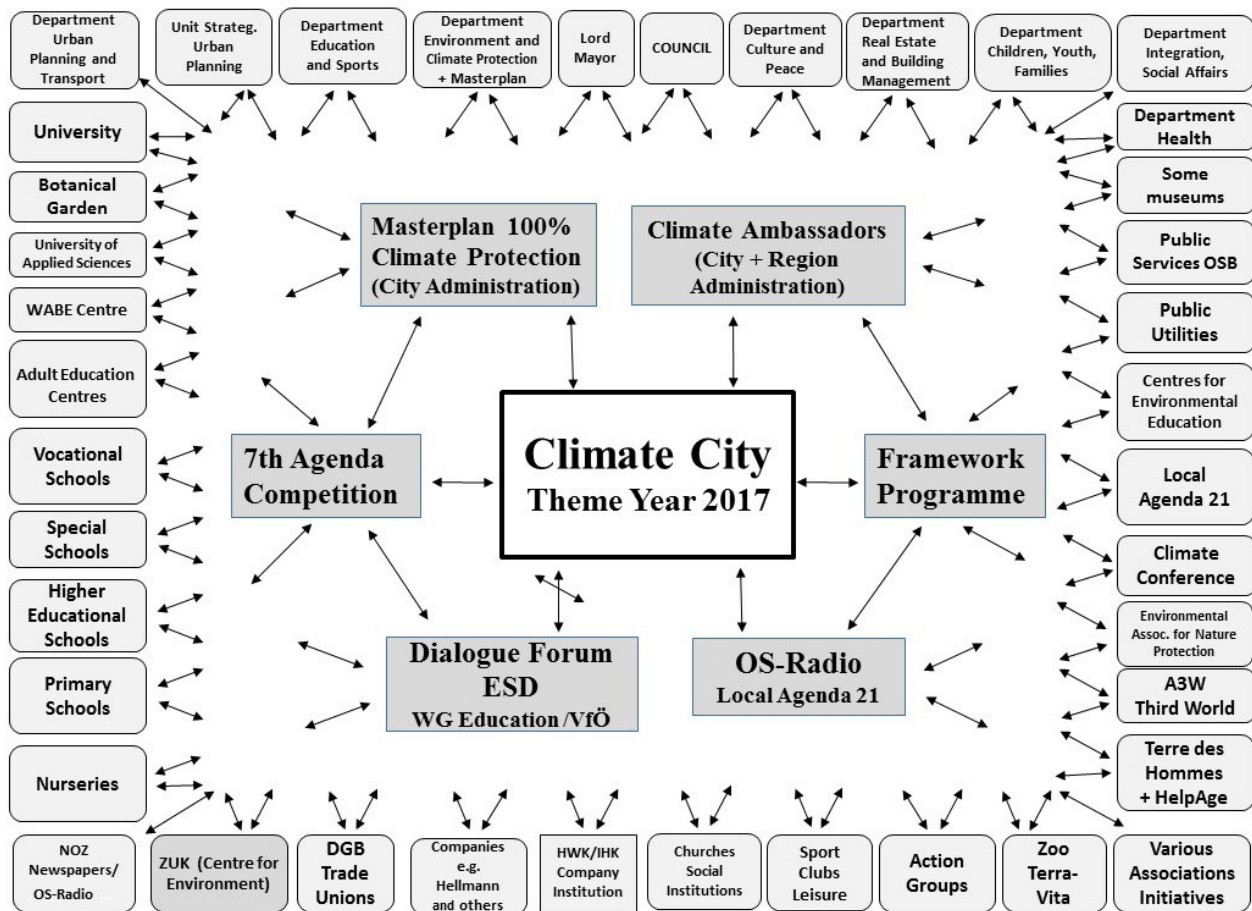 Department
Urban
Planning and
Transport
Unit Strateg.
Urban
Planning
Department
Education
and Sports
Department
Environment and
Climate Protection
+ Masterplan
Lord
Mayor
COUNCIL
Department
Culture and
Peace
Department
Real Estate
and Building
Management
Department
Children, Youth,
Families
Department
Integration,
Social Affairs
University
Botanical
Garden
University of
Applied Sciences
WABE Centre
Adult Education
Centres
Vocational
Schools
Special
Schools
Higher
Educational
Schools
Primary
Schools
Nurseries
Masterplan 100%
Climate Protection
(City Administration)
Climate Ambassadors
(City + Region
Administration)
7th Agenda
Competition
Climate City
Theme Year 2017
Framework
Programme
Dialogue Forum
ESD
WG Education /VfÖ
OS-Radio
Local Agenda 21
Department
Health
Some
museums
Public
Services OSB
Public
Utilities
Centres for
Environmental
Education
Local
Agenda 21
Climate
Conference
Environmental
Assoc. for Nature
Protection
A3W
Third World
Terre des
Hommes
+ HelpAge
NOZ
Newspapers/
OS-Radio
ZUK (Centre for
Environment)
DGB
Trade
Unions
Companies
e.g.
Hellmann
and others
HWK/IHK
Company
Institution
Churches
Social
Institutions
Sport
Clubs
Leisure
Action
Groups
Zoo
Terra-
Vita
Various
Associations
Initiatives